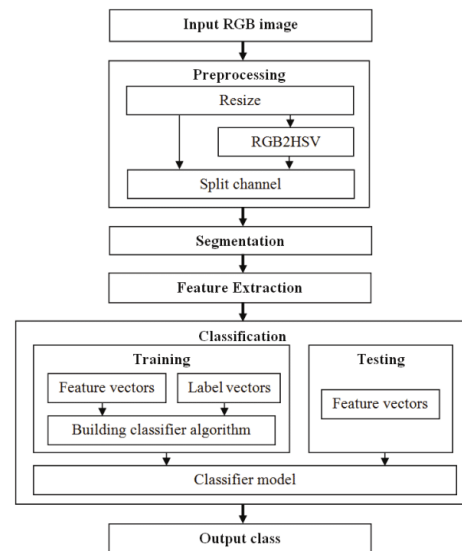 Input RGB image
Preprocessing
Resize
RGB2HSV
Split channel
Segmentation
Feature Extraction
Classification
Training
Feature vectors
Label vectors
Building classifier algorithm
Testing
Feature vectors
Classifier model
Output class